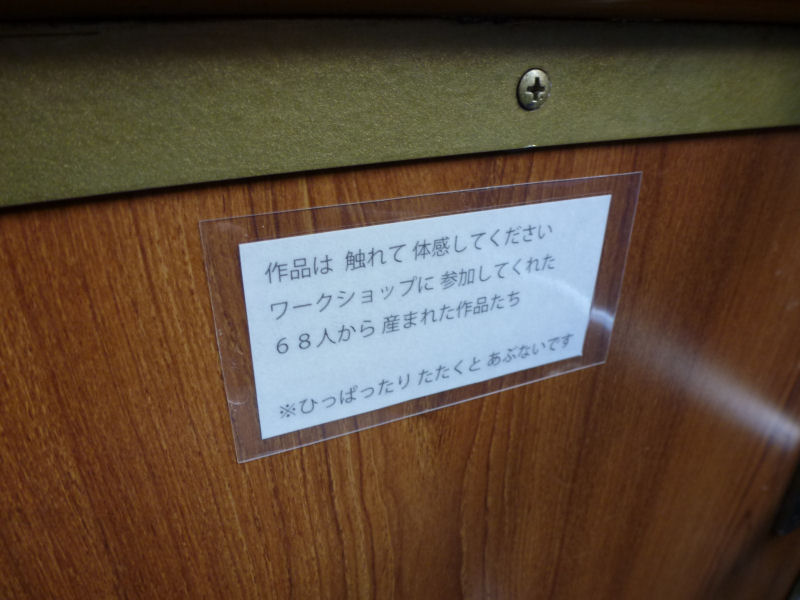 作品は 触れて 体感してください
ワークショップに 参加してくれた
６８人から 産まれた作品たち
※ひっぱったり たたくと あぶないです